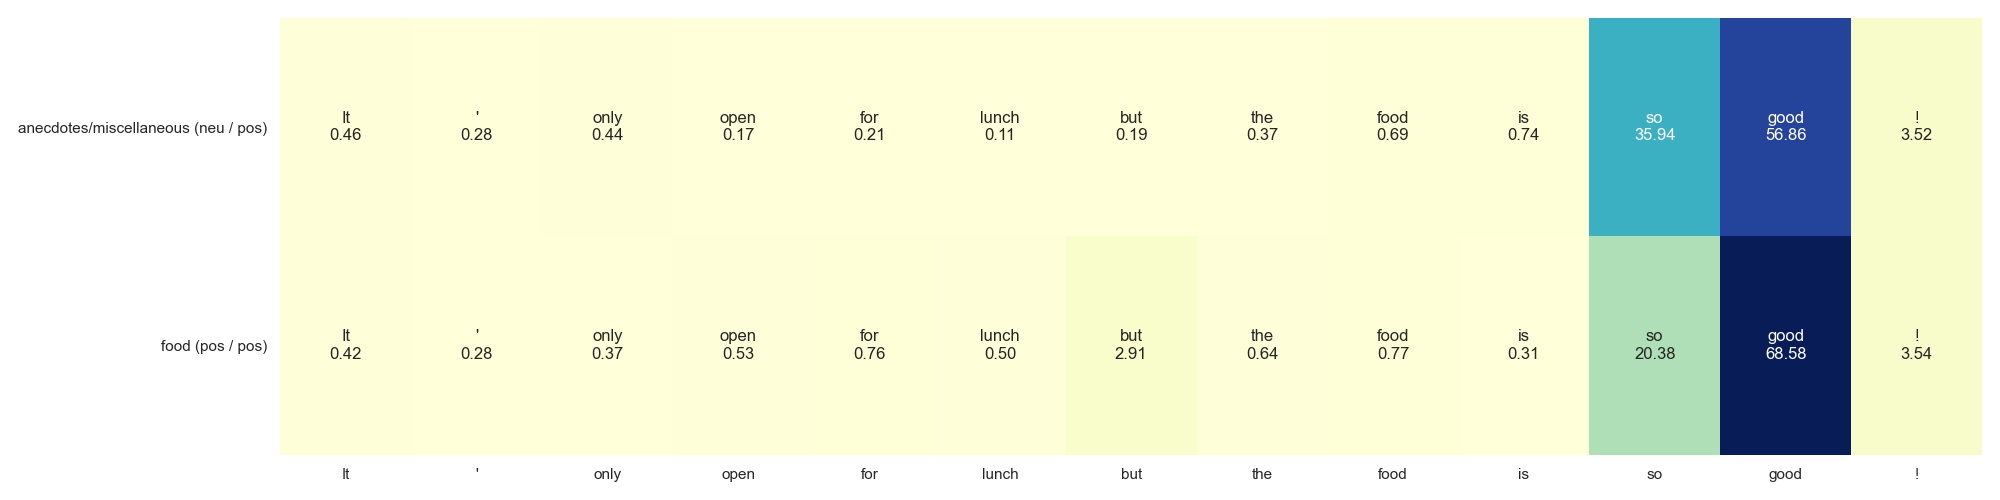 It ' only open for lunch but the food is so good !
anecdotes/miscellaneous (neu / pos) 0.46 0.28 0.44 0.17 0.21 0.11 0.19 0.37 0.69 0.74 35.94 56.86 3.52
It ' only open for lunch but the food is so good !
food (pos / pos) 0.42 0.28 0.37 0.53 0.76 0.50 2.91 0.64 0.77 0.31 20.38 68.58 3.54
It ' only open for lunch but the food is so good !